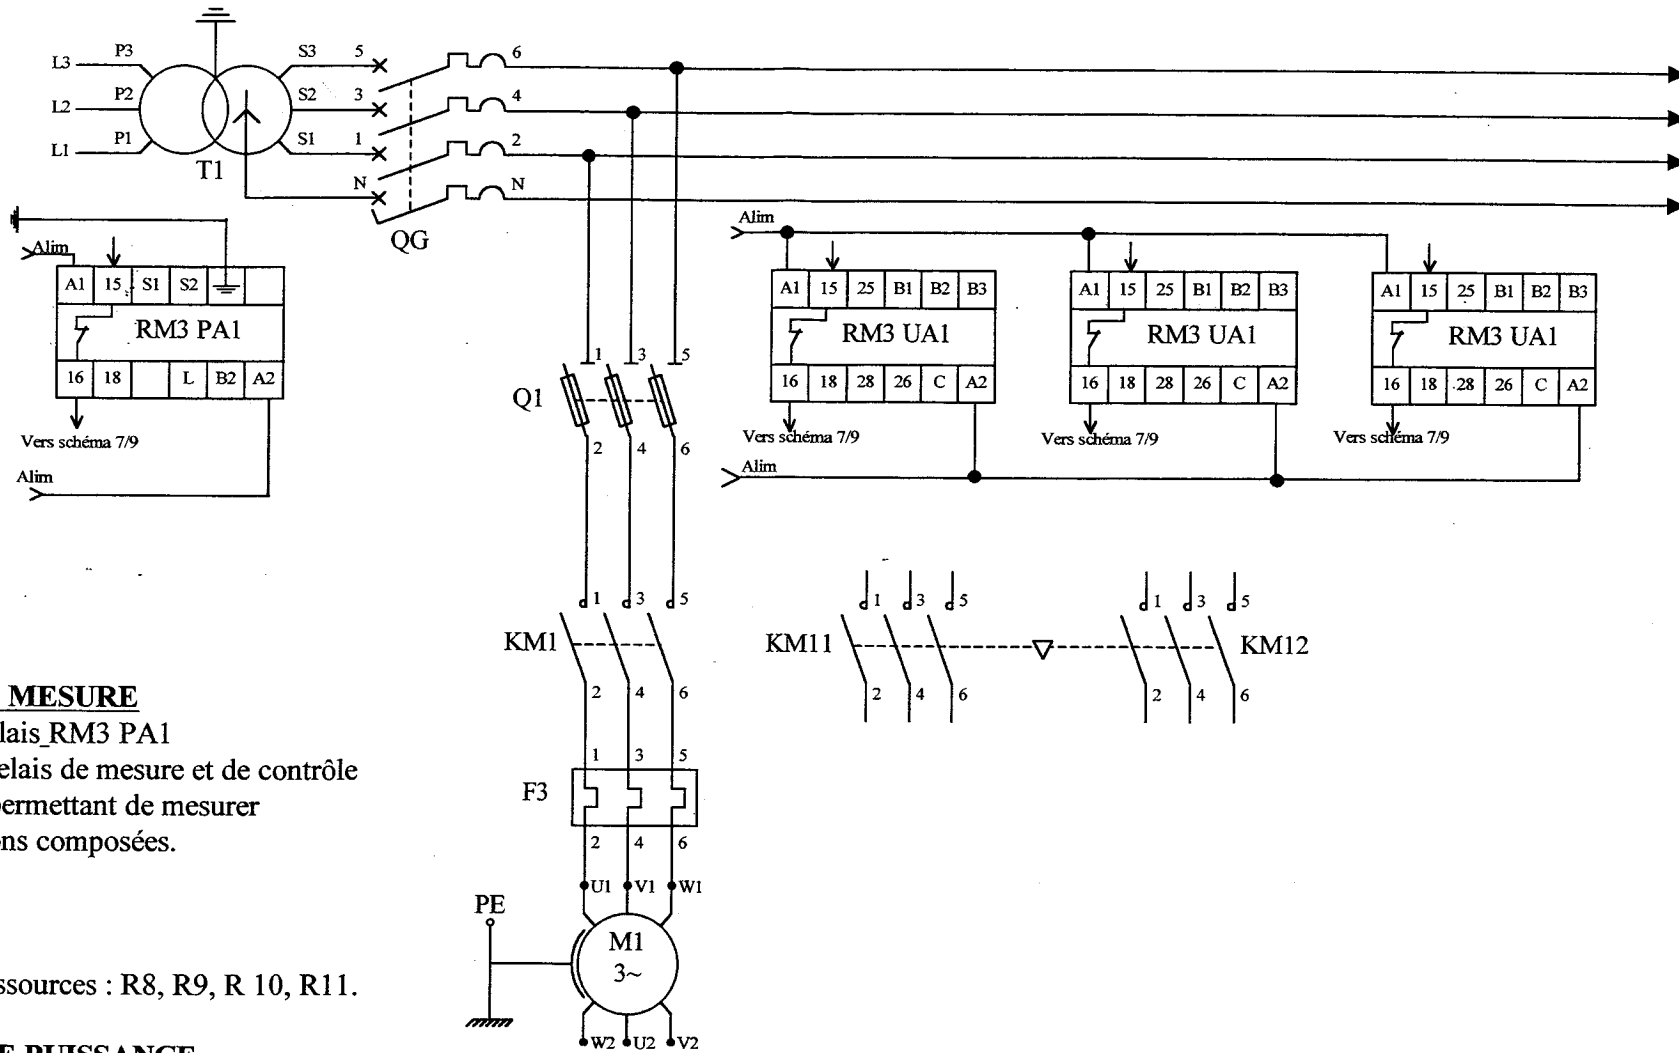 L3 P3 S3 5 6
L2 P2 S2 3 4
L1 P1 S1 1 2
T1 N N
QG
Alim
A1 15 S1 S2
RM3 PA1
16 18 L B2 A2
Vers schéma 7/9
Alim
Alim
A1 15 25 B1 B2 B3
RM3 UA1
16 18 28 26 C A2
Vers schéma 7/9
A1 15 25 B1 B2 B3
RM3 UA1
16 18 28 26 C A2
Vers schéma 7/9
A1 15 25 B1 B2 B3
RM3 UA1
16 18 28 26 C A2
Vers schéma 7/9
Alim
1 3 5
Q1
2 4 6
1 3 5
KM1
2 4 6
1 3 5
KM11
2 4 6
1 3 5
KM12
2 4 6
1 3 5
F3
2 4 6
U1 V1 W1
PE
M1
3~
W2 U2 V2
MESURE
lais RM3 PA1
elais de mesure et de contrôle
permettant de mesurer
ns composées.
ssources : R8, R9, R 10, R11.